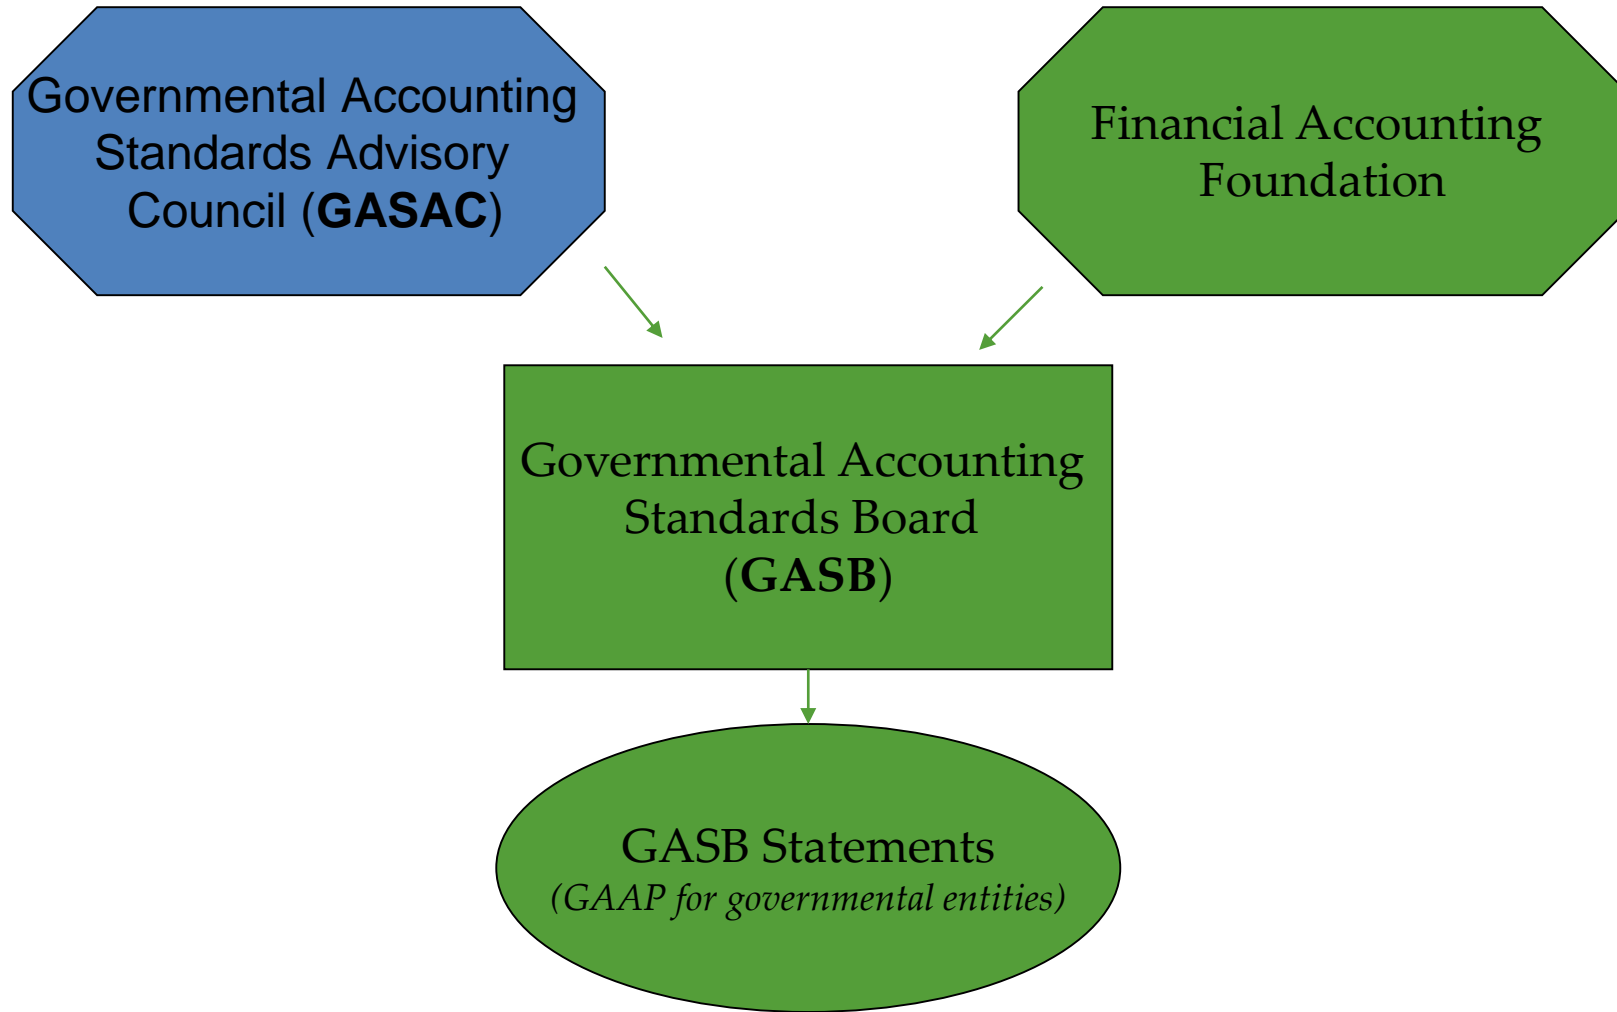 Governmental Accounting
Standards Advisory
Council (GASAC)
Financial Accounting
Foundation
Governmental Accounting
Standards Board
(GASB)
GASB Statements
(GAAP for governmental entities)